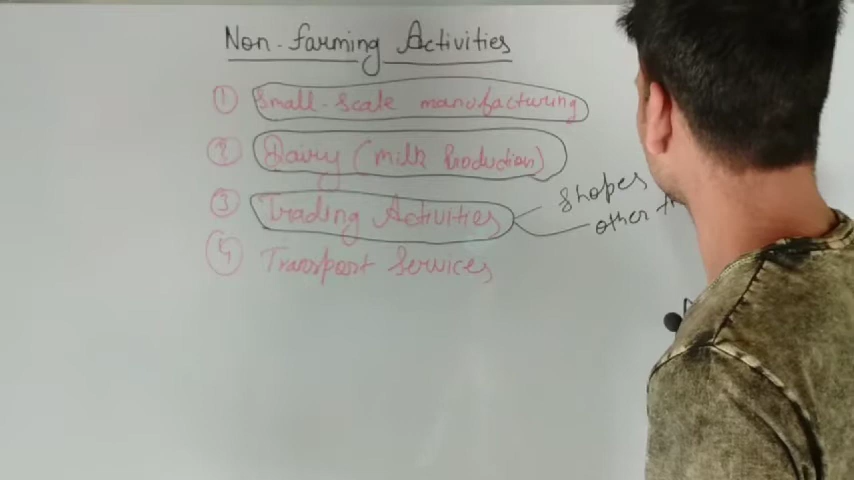 Non-farming Activities
① Small-scale manufacturing
② Dairy (milk Production)
③ Trading Activities
shopes
other
④ Transport Services